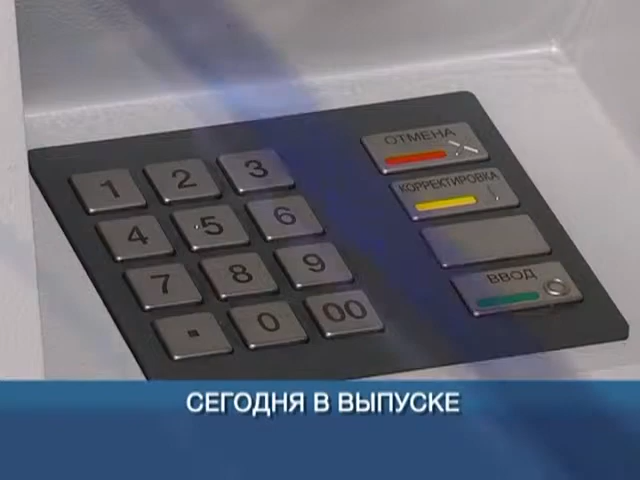 1 2 3 ОТМЕНА
4 5 6 КОРРЕКТИРОВКА
7 8 9
. 0 00 ВВОД
СЕГОДНЯ В ВЫПУСКЕ